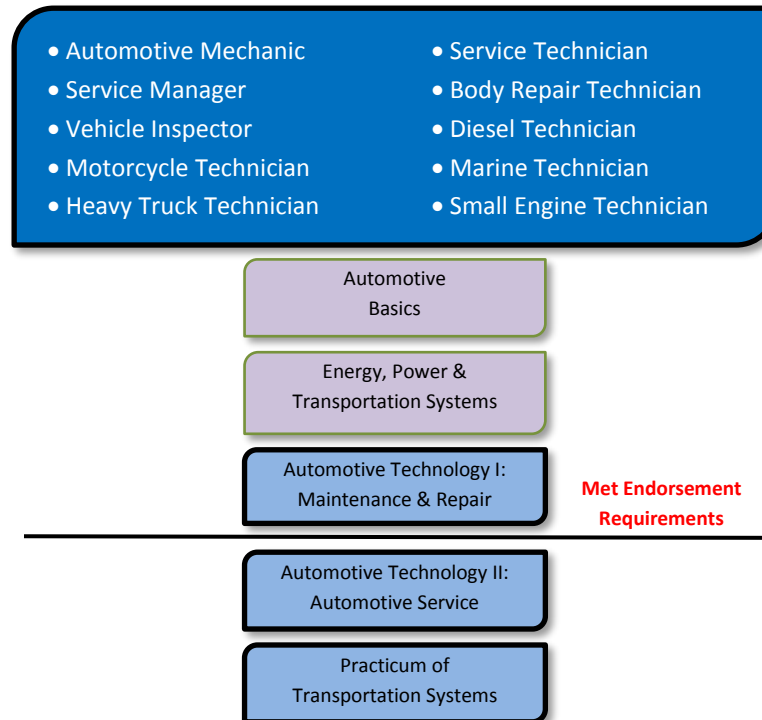 • Automotive Mechanic
• Service Manager
• Vehicle Inspector
• Motorcycle Technician
• Heavy Truck Technician
• Service Technician
• Body Repair Technician
• Diesel Technician
• Marine Technician
• Small Engine Technician
Automotive
Basics
Energy, Power &
Transportation Systems
Automotive Technology I:
Maintenance & Repair
Met Endorsement
Requirements
Automotive Technology II:
Automotive Service
Practicum of
Transportation Systems